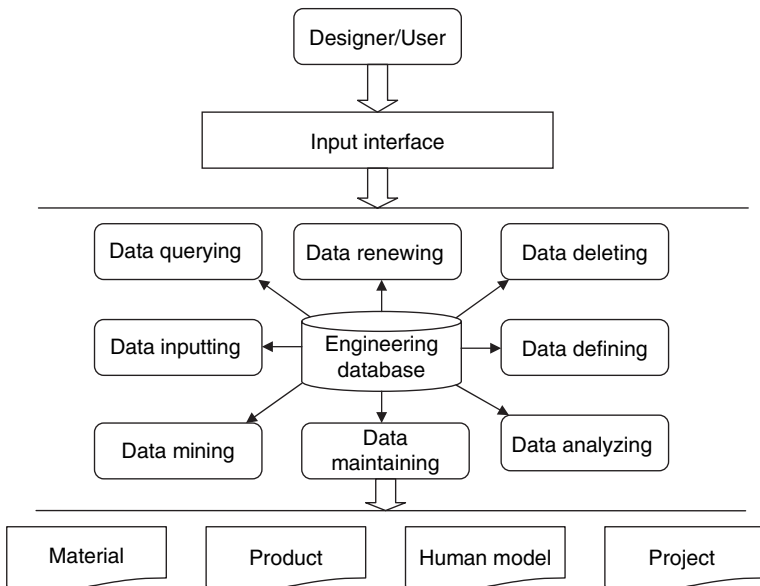 Designer/User
Input interface
Data querying
Data renewing
Data deleting
Data inputting
Engineering
database
Data defining
Data mining
Data
maintaining
Data analyzing
Material
Product
Human model
Project